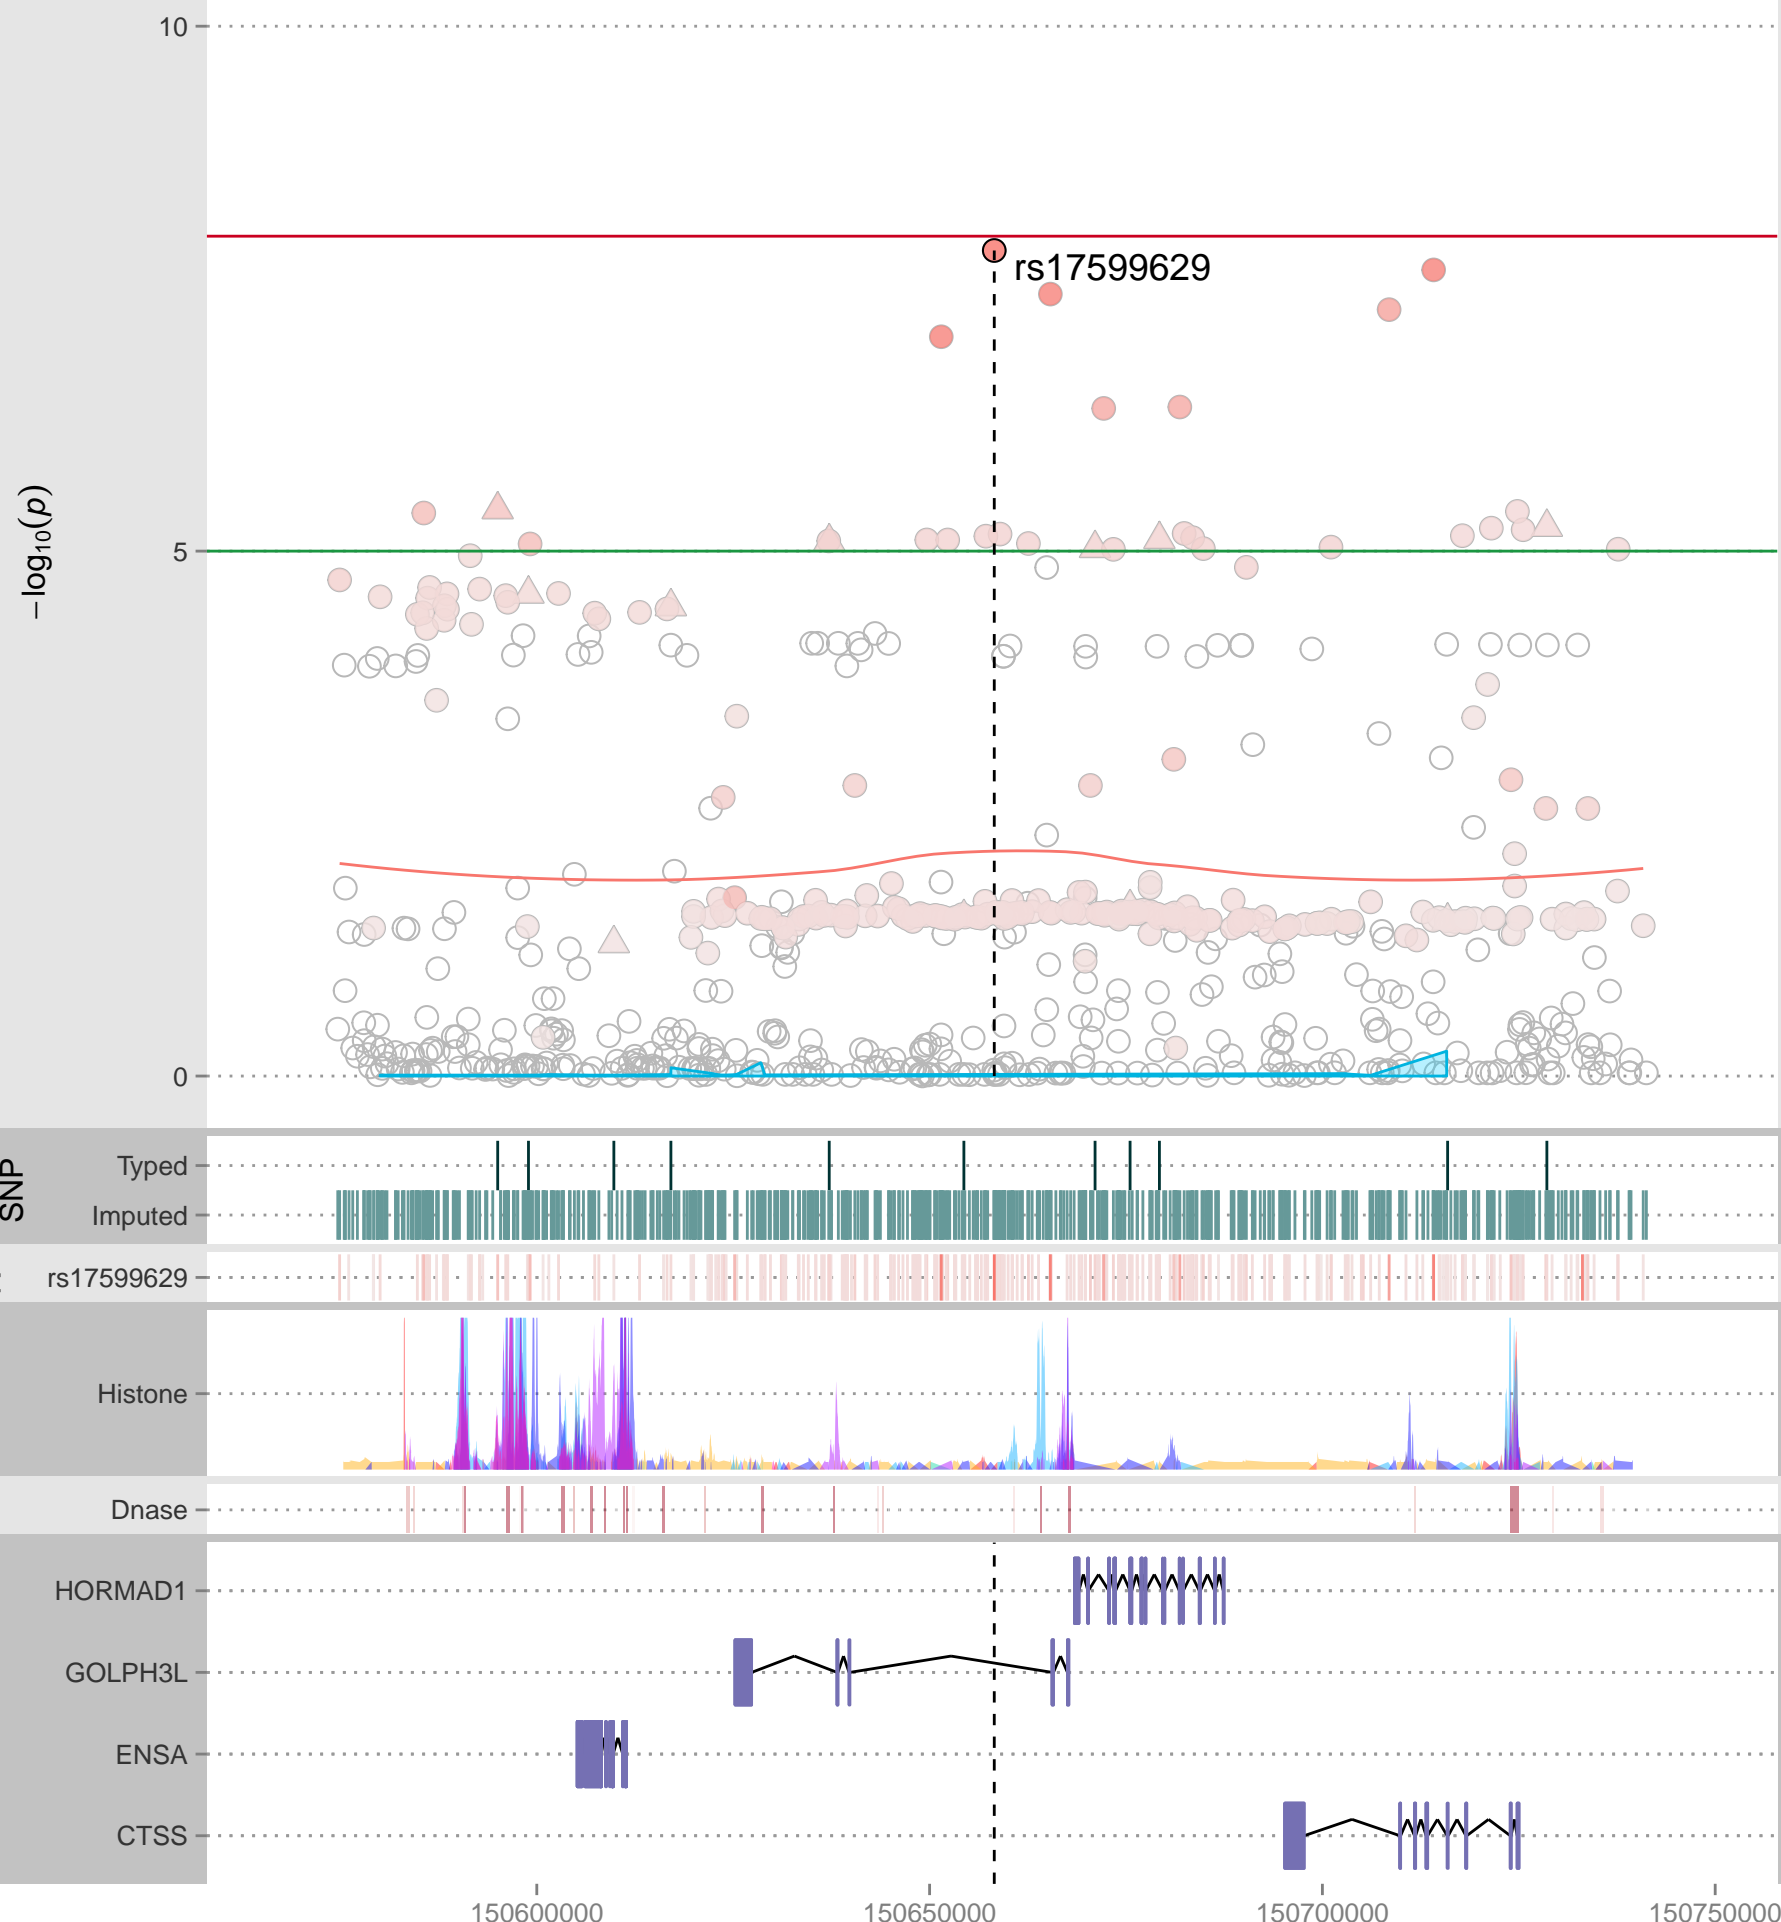 10
rs17599629
5
−log10(p)
0
SNP
Typed
Imputed
rs17599629
Histone
Dnase
HORMAD1
GOLPH3L
ENSA
CTSS
150600000 150650000 150700000 150750000